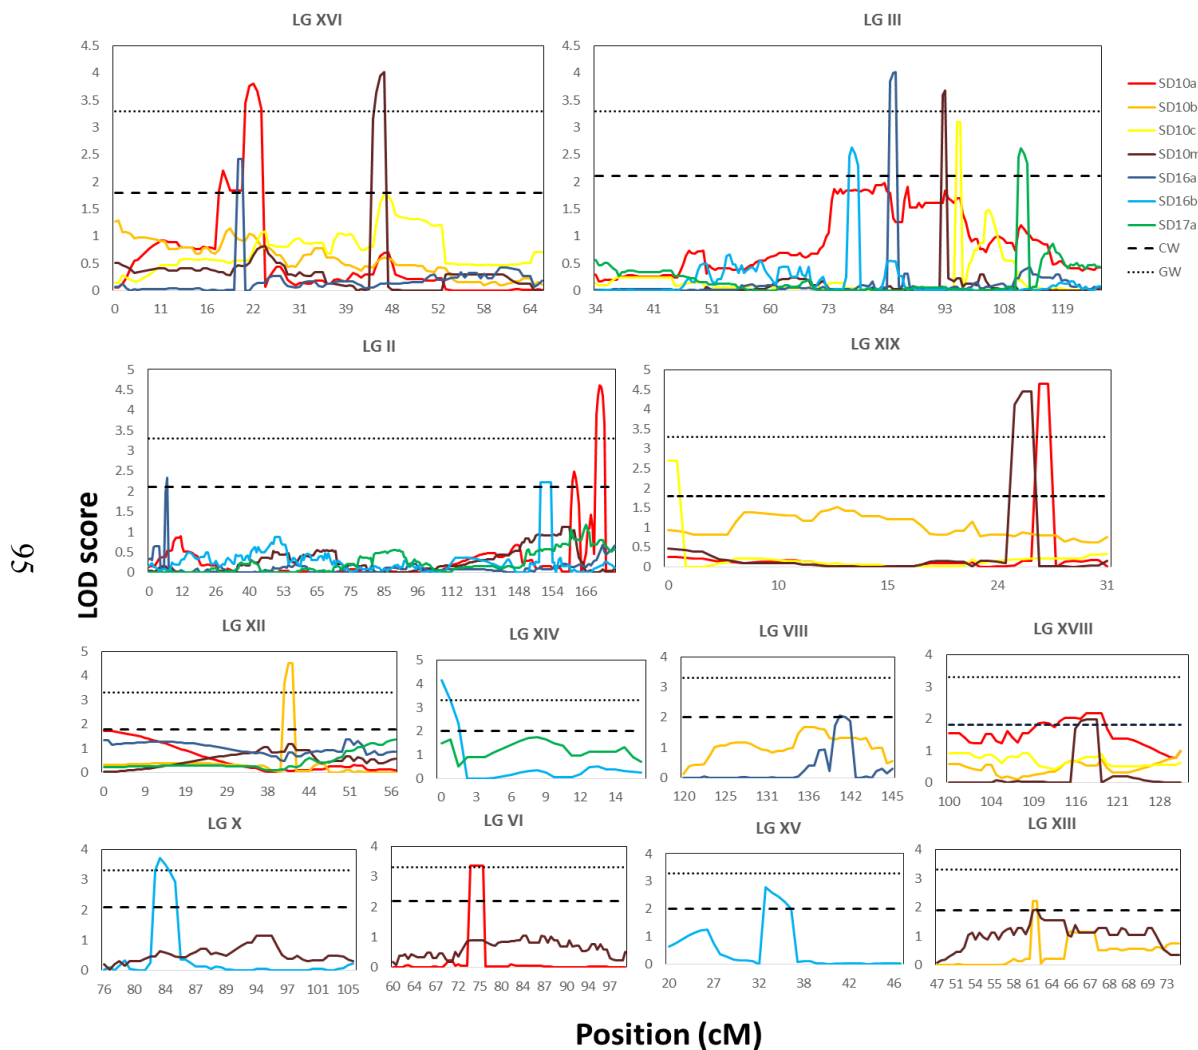 LG XVI
LG III
4.5
4
3.5
3
2.5
2
1.5
1
0.5
0
0 11 16 22 28 33 39 47 52 54 64
4.5
4
3.5
3
2.5
2
1.5
1
0.5
0
34 41 51 60 73 84 93 108 119
SD10a
SD10b
SD10c
SD10m
SD16a
SD16b
SD17a
CW
GW
LG II
LG XIX
5
4.5
4
3.5
3
2.5
2
1.5
1
0.5
0
0 26 40 53 65 85 96 112 131 148 154 166
5
4.5
4
3.5
3
2.5
2
1.5
1
0.5
0
0 10 15 24 31
95
LOD score
LG XII
LG XIV
LG VIII
LG XVIII
5
4
3
2
1
0
0 9 19 29 39 44 51 56
5
4
3
2
1
0
0 3 6 9 12 14
4
3
2
1
0
120 125 131 134 137 142 145
4
3
2
1
0
100 104 109 116 121 128
LG X
LG VI
LG XV
LG XIII
4
3
2
1
0
76 80 84 87 89 94 97 101 105
4
3
2
1
0
60 64 67 72 75 82 84 87 90 94 97
4
3
2
1
0
20 27 32 38 42 46
4
3
2
1
0
47 51 54 55 58 61 64 66 67 68 68 69 73
Position (cM)